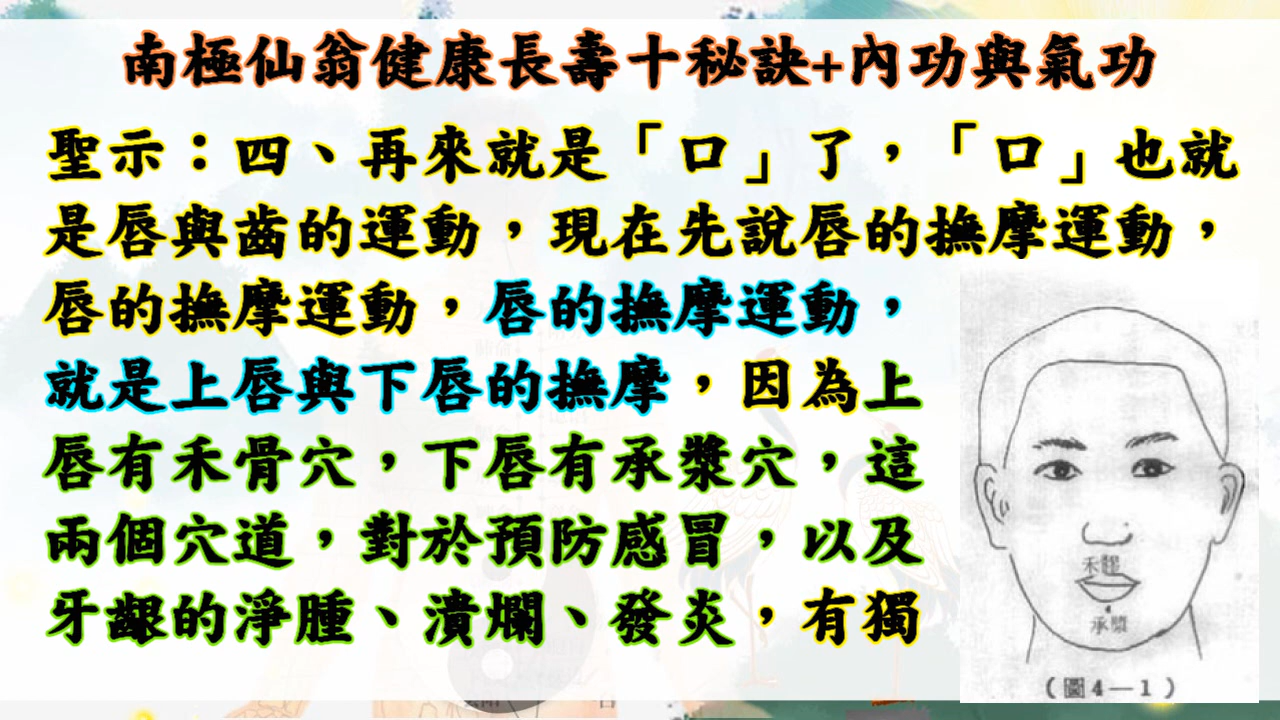 南極仙翁健康長壽十秘訣+內功與氣功
聖示：四、再來就是「口」了，「口」也就
是唇與齒的運動，現在先說唇的撫摩運動，
唇的撫摩運動，唇的撫摩運動，
就是上唇與下唇的撫摩，因為上
唇有禾骨穴，下唇有承漿穴，這
兩個穴道，對於預防感冒，以及
牙齦的淨腫、潰爛、發炎，有獨
禾髎
承漿
（圖4—1）